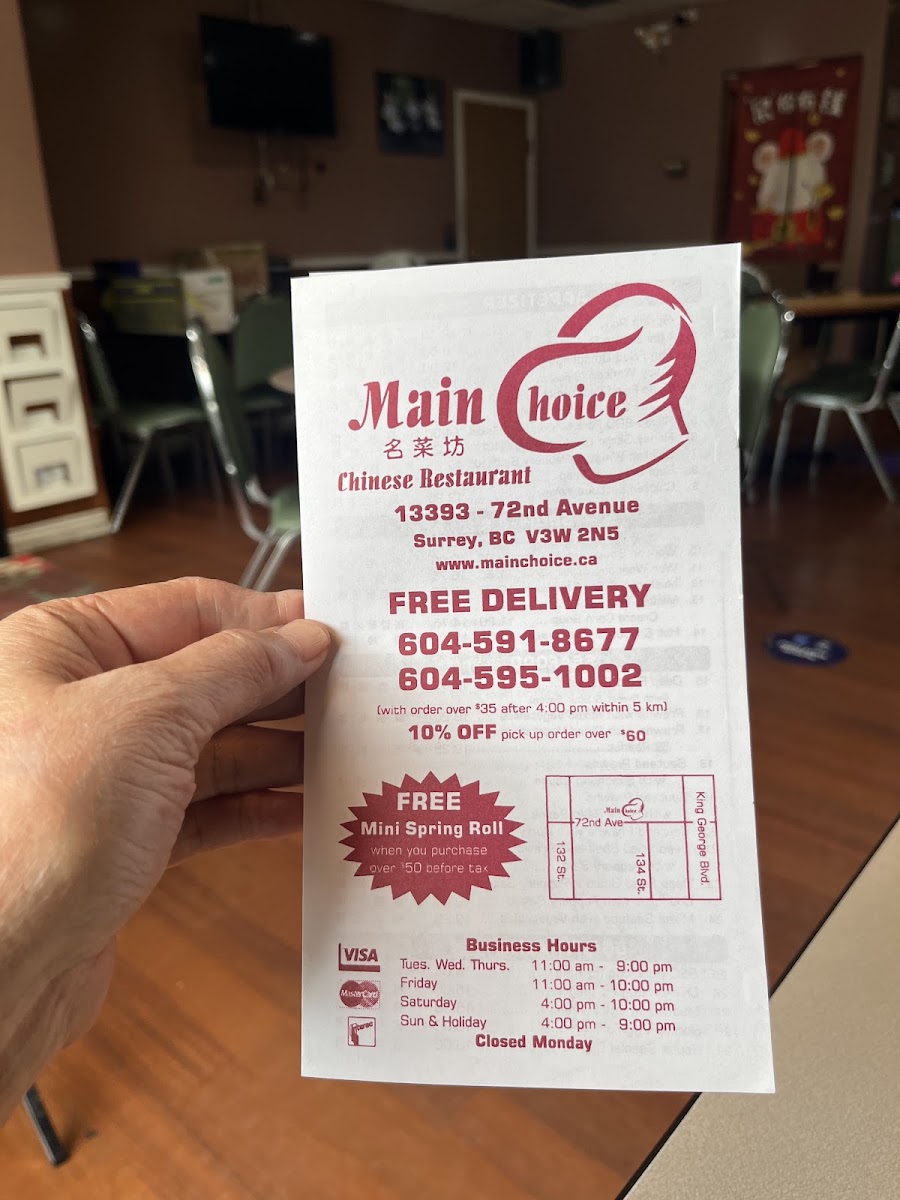 Main Choice
名菜坊
Chinese Restaurant
13393 - 72nd Avenue
Surrey, BC V3W 2N5
www.mainchoice.ca
FREE DELIVERY
604-591-8677
604-595-1002
(with order over $35 after 4:00 pm within 5 km)
10% OFF pick up order over $60
FREE
Mini Spring Roll
when you purchase
over $50 before tax
Main Choice
72nd Ave
132 St.
134 St.
King George Blvd.
Business Hours
VISA
Tues. Wed. Thurs. 11:00 am - 9:00 pm
Friday 11:00 am - 10:00 pm
MasterCard
Saturday 4:00 pm - 10:00 pm
Sun & Holiday 4:00 pm - 9:00 pm
Closed Monday